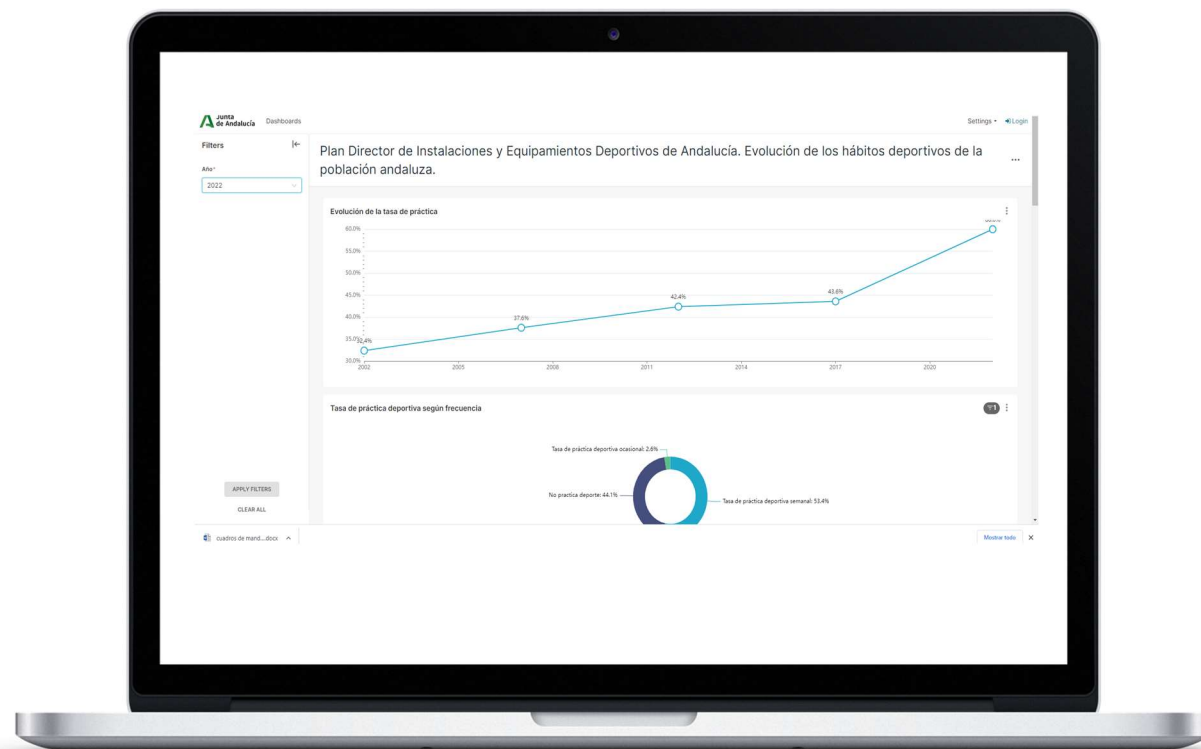 Junta
de Andalucía
Dashboards
Settings
Login
Filters
Año
2022
APPLY FILTERS
CLEAR ALL
Plan Director de Instalaciones y Equipamientos Deportivos de Andalucía. Evolución de los hábitos deportivos de la
población andaluza.
Evolución de la tasa de práctica
60.0%
55.0%
50.0%
45.0%
40.0%
35.0%
30.0%
32,4%
37.6%
42.4%
43.6%
2002
2005
2008
2011
2014
2017
2020
Tasa de práctica deportiva según frecuencia
1
Tasa de práctica deportiva ocasional: 2.6%
No practica deporte: 44.1%
Tasa de práctica deportiva semanal: 53.4%
cuadros de mand...docx
Mostrar todo